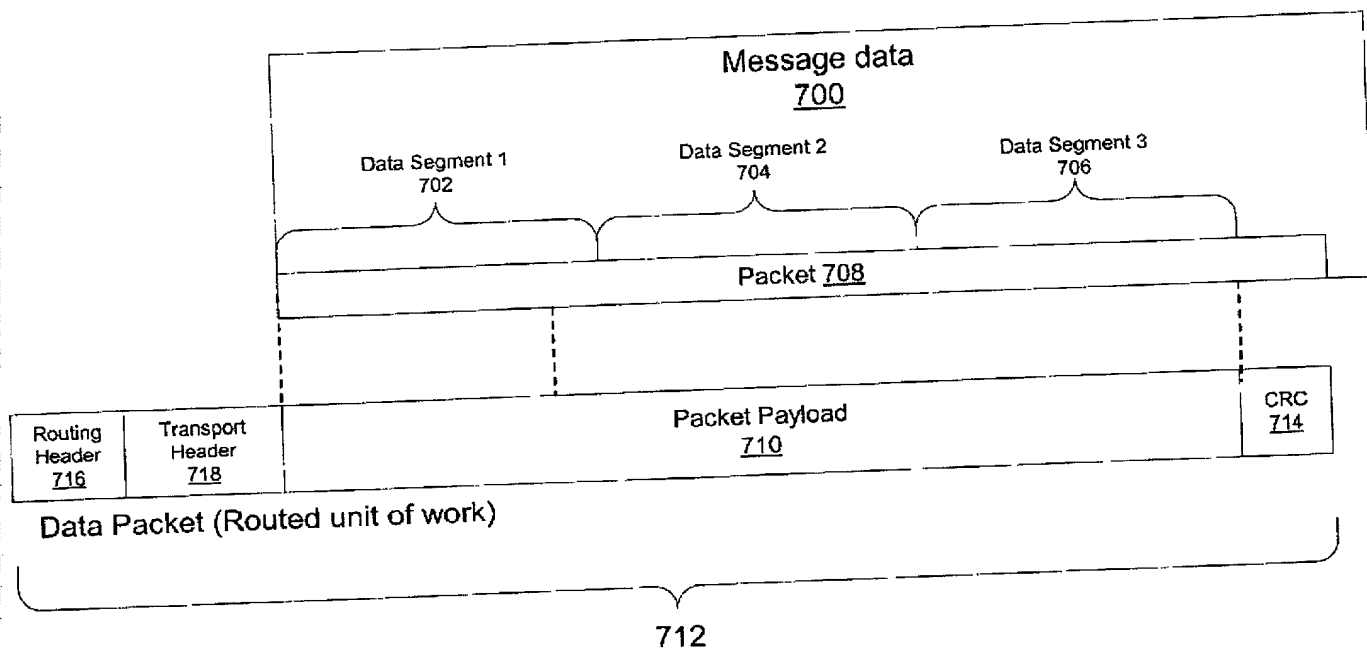 Message data
700
Data Segment 1
702
Data Segment 2
704
Data Segment 3
706
Packet 708
Routing
Header
716
Transport
Header
718
Packet Payload
710
CRC
714
Data Packet (Routed unit of work)
712